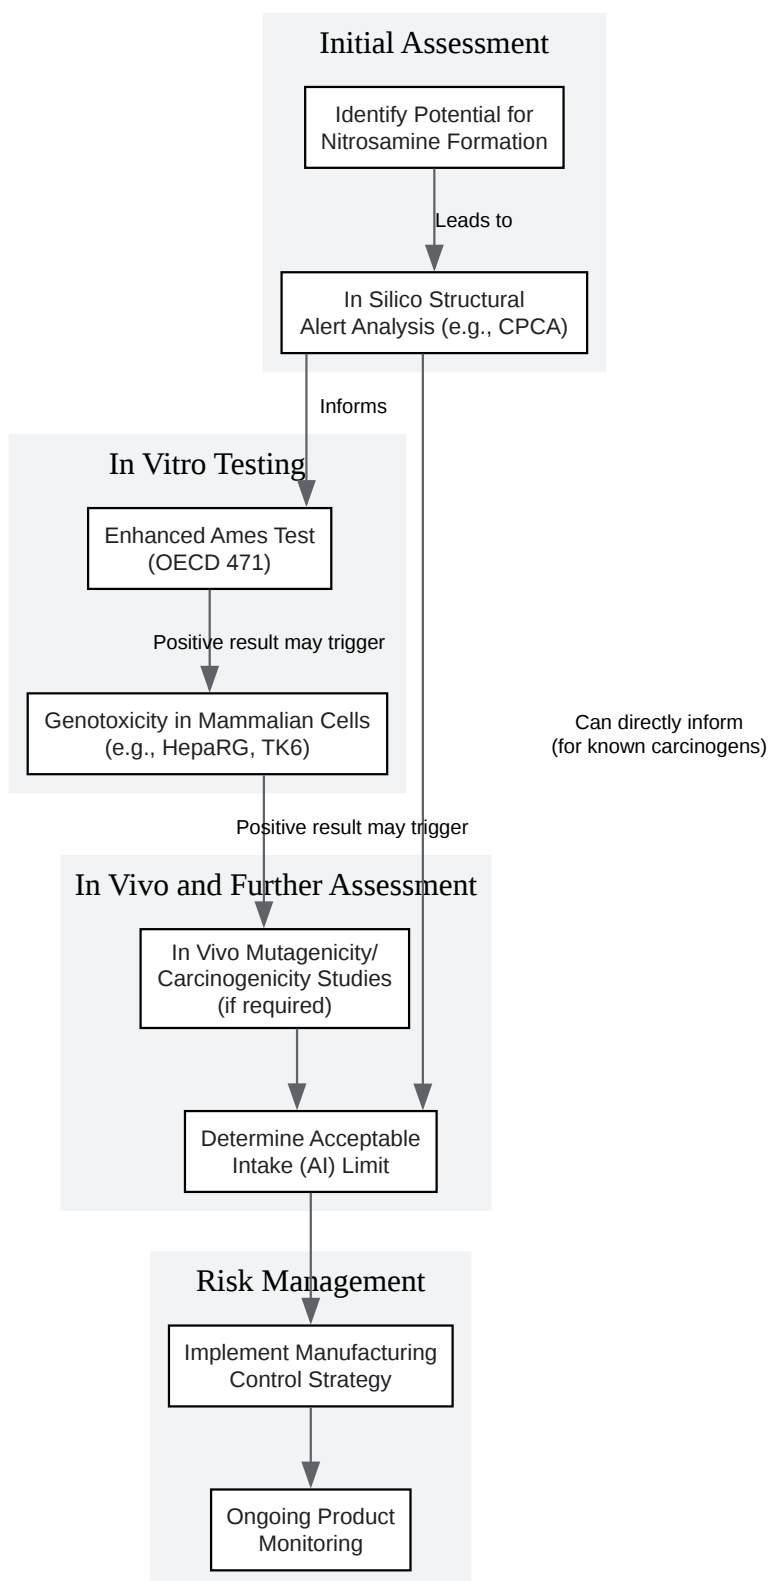 Initial Assessment
Identify Potential for
Nitrosamine Formation
Leads to
In Silico Structural
Alert Analysis (e.g., CPCA)
Informs
In Vitro Testing
Enhanced Ames Test
(OECD 471)
Positive result may trigger
Genotoxicity in Mammalian Cells
(e.g., HepaRG, TK6)
Can directly inform
(for known carcinogens)
Positive result may trigger
In Vivo and Further Assessment
In Vivo Mutagenicity/
Carcinogenicity Studies
(if required)
Determine Acceptable
Intake (AI) Limit
Risk Management
Implement Manufacturing
Control Strategy
Ongoing Product
Monitoring